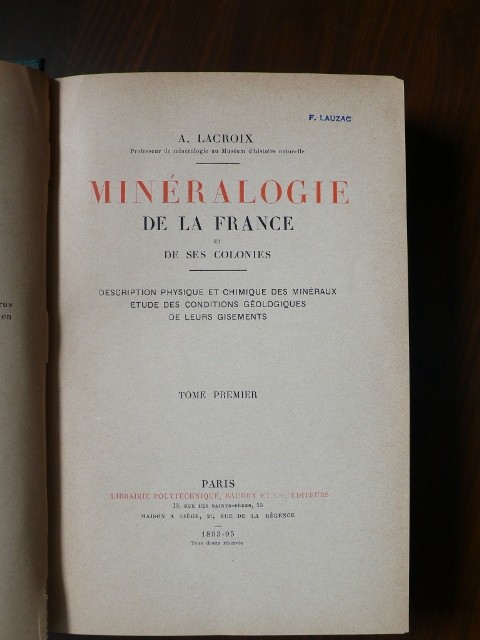 F. LAUZAC
A. LACROIX
Professeur de minéralogie au Muséum d'histoire naturelle
MINÉRALOGIE
DE LA FRANCE
ET
DE SES COLONIES
DESCRIPTION PHYSIQUE ET CHIMIQUE DES MINÉRAUX
ÉTUDE DES CONDITIONS GÉOLOGIQUES
DE LEURS GISEMENTS
TOME PREMIER
PARIS
LIBRAIRIE POLYTECHNIQUE, BAUDRY ET Cie, ÉDITEURS
15, RUE DES SAINTS-PÈRES, 15
MAISON A LIÈGE, 21, RUE DE LA RÉGENCE
1893-95
Tous droits réservés
rus
en